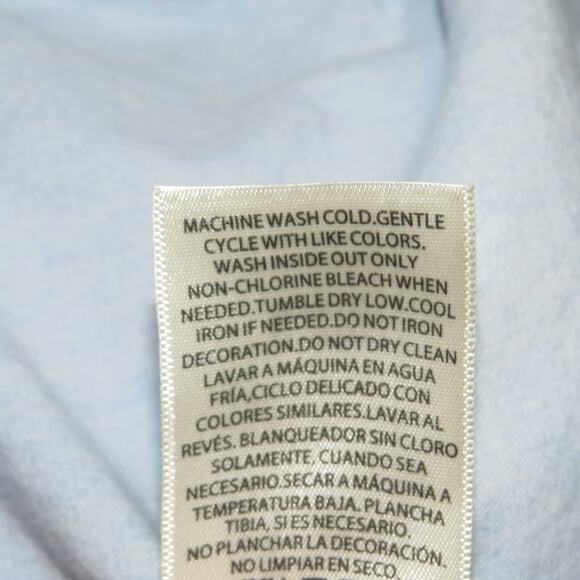 MACHINE WASH COLD.GENTLE
CYCLE WITH LIKE COLORS.
WASH INSIDE OUT ONLY
NON-CHLORINE BLEACH WHEN
NEEDED.TUMBLE DRY LOW.COOL
IRON IF NEEDED.DO NOT IRON
DECORATION.DO NOT DRY CLEAN
LAVAR A MÁQUINA EN AGUA
FRÍA,CICLO DELICADO CON
COLORES SIMILARES.LAVAR AL
REVÉS. BLANQUEADOR SIN CLORO
SOLAMENTE, CUANDO SEA
NECESARIO.SECAR A MÁQUINA A
TEMPERATURA BAJA. PLANCHA
TIBIA, SI ES NECESARIO.
NO PLANCHAR LA DECORACIÓN.
NO LIMPIAR EN SECO.